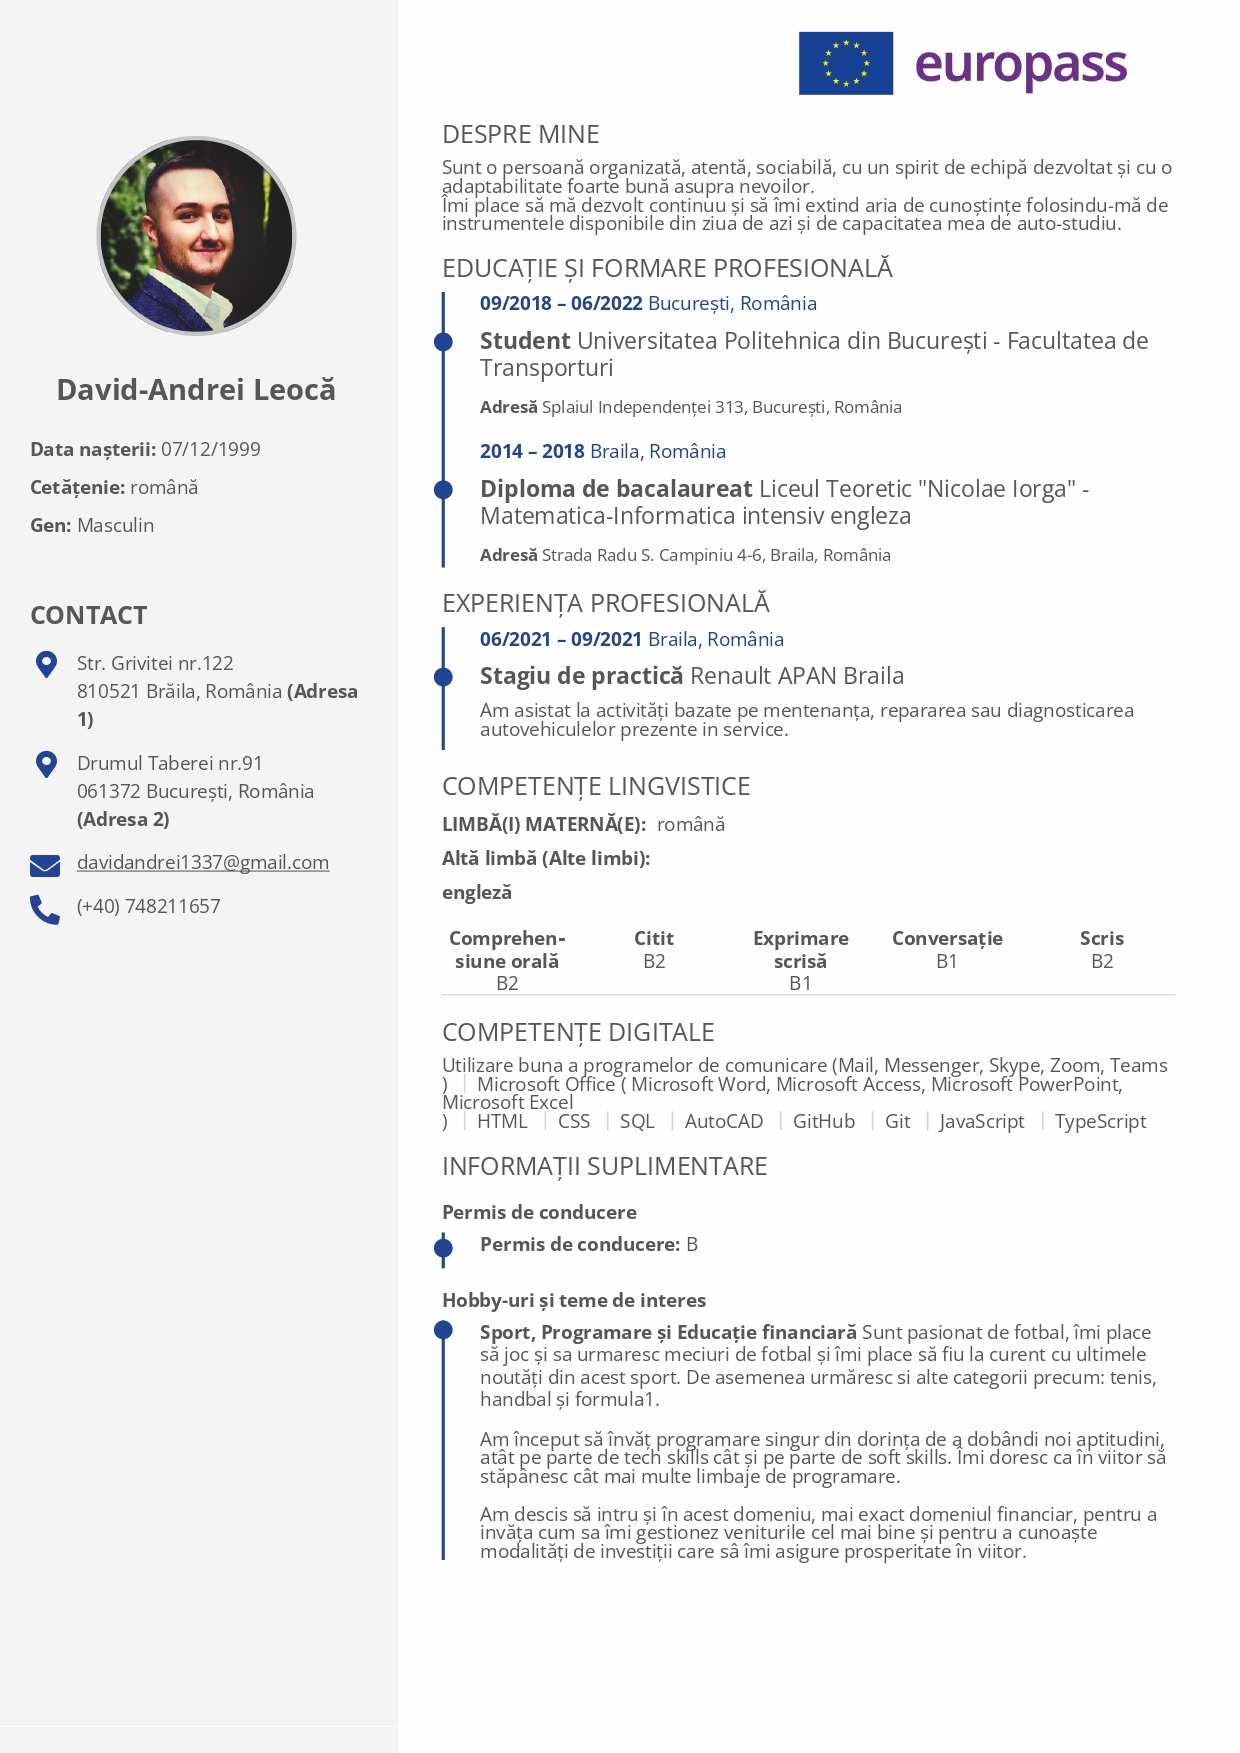 europass
David-Andrei Leocă
Data nașterii: 07/12/1999
Cetățenie: română
Gen: Masculin
CONTACT
Str. Grivitei nr.122
810521 Brăila, România (Adresa
1)
Drumul Taberei nr.91
061372 București, România
(Adresa 2)
davidandrei1337@gmail.com
(+40) 748211657
DESPRE MINE
Sunt o persoană organizată, atentă, sociabilă, cu un spirit de echipă dezvoltat și cu o
adaptabilitate foarte bună asupra nevoilor.
Îmi place să mă dezvolt continuu și să îmi extind aria de cunoștințe folosindu-mă de
instrumentele disponibile din ziua de azi și de capacitatea mea de auto-studiu.
EDUCAȚIE ȘI FORMARE PROFESIONALĂ
09/2018 – 06/2022 București, România
Student Universitatea Politehnica din București - Facultatea de
Transporturi
Adresă Splaiul Independenței 313, București, România
2014 – 2018 Braila, România
Diploma de bacalaureat Liceul Teoretic "Nicolae Iorga" -
Matematica-Informatica intensiv engleza
Adresă Strada Radu S. Campiniu 4-6, Braila, România
EXPERIENȚA PROFESIONALĂ
06/2021 – 09/2021 Braila, România
Stagiu de practică Renault APAN Braila
Am asistat la activități bazate pe mentenanța, repararea sau diagnosticarea
autovehiculelor prezente in service.
COMPETENȚE LINGVISTICE
LIMBĂ(I) MATERNĂ(E): română
Altă limbă (Alte limbi):
engleză
Comprehen- Citit Exprimare Conversație Scris
siune orală B2 scrisă B1 B2
B2 B1
COMPETENȚE DIGITALE
Utilizare buna a programelor de comunicare (Mail, Messenger, Skype, Zoom, Teams
) | Microsoft Office ( Microsoft Word, Microsoft Access, Microsoft PowerPoint,
Microsoft Excel
) | HTML | CSS | SQL | AutoCAD | GitHub | Git | JavaScript | TypeScript
INFORMAȚII SUPLIMENTARE
Permis de conducere
Permis de conducere: B
Hobby-uri și teme de interes
Sport, Programare și Educație financiară Sunt pasionat de fotbal, îmi place
să joc și sa urmaresc meciuri de fotbal și îmi place să fiu la curent cu ultimele
noutăți din acest sport. De asemenea urmăresc si alte categorii precum: tenis,
handbal și formula1.
Am început să învăț programare singur din dorința de a dobândi noi aptitudini,
atât pe parte de tech skills cât și pe parte de soft skills. Îmi doresc ca în viitor să
stăpânesc cât mai multe limbaje de programare.
Am descis să intru și în acest domeniu, mai exact domeniul financiar, pentru a
invăța cum sa îmi gestionez veniturile cel mai bine și pentru a cunoaște
modalități de investiții care sâ îmi asigure prosperitate în viitor.